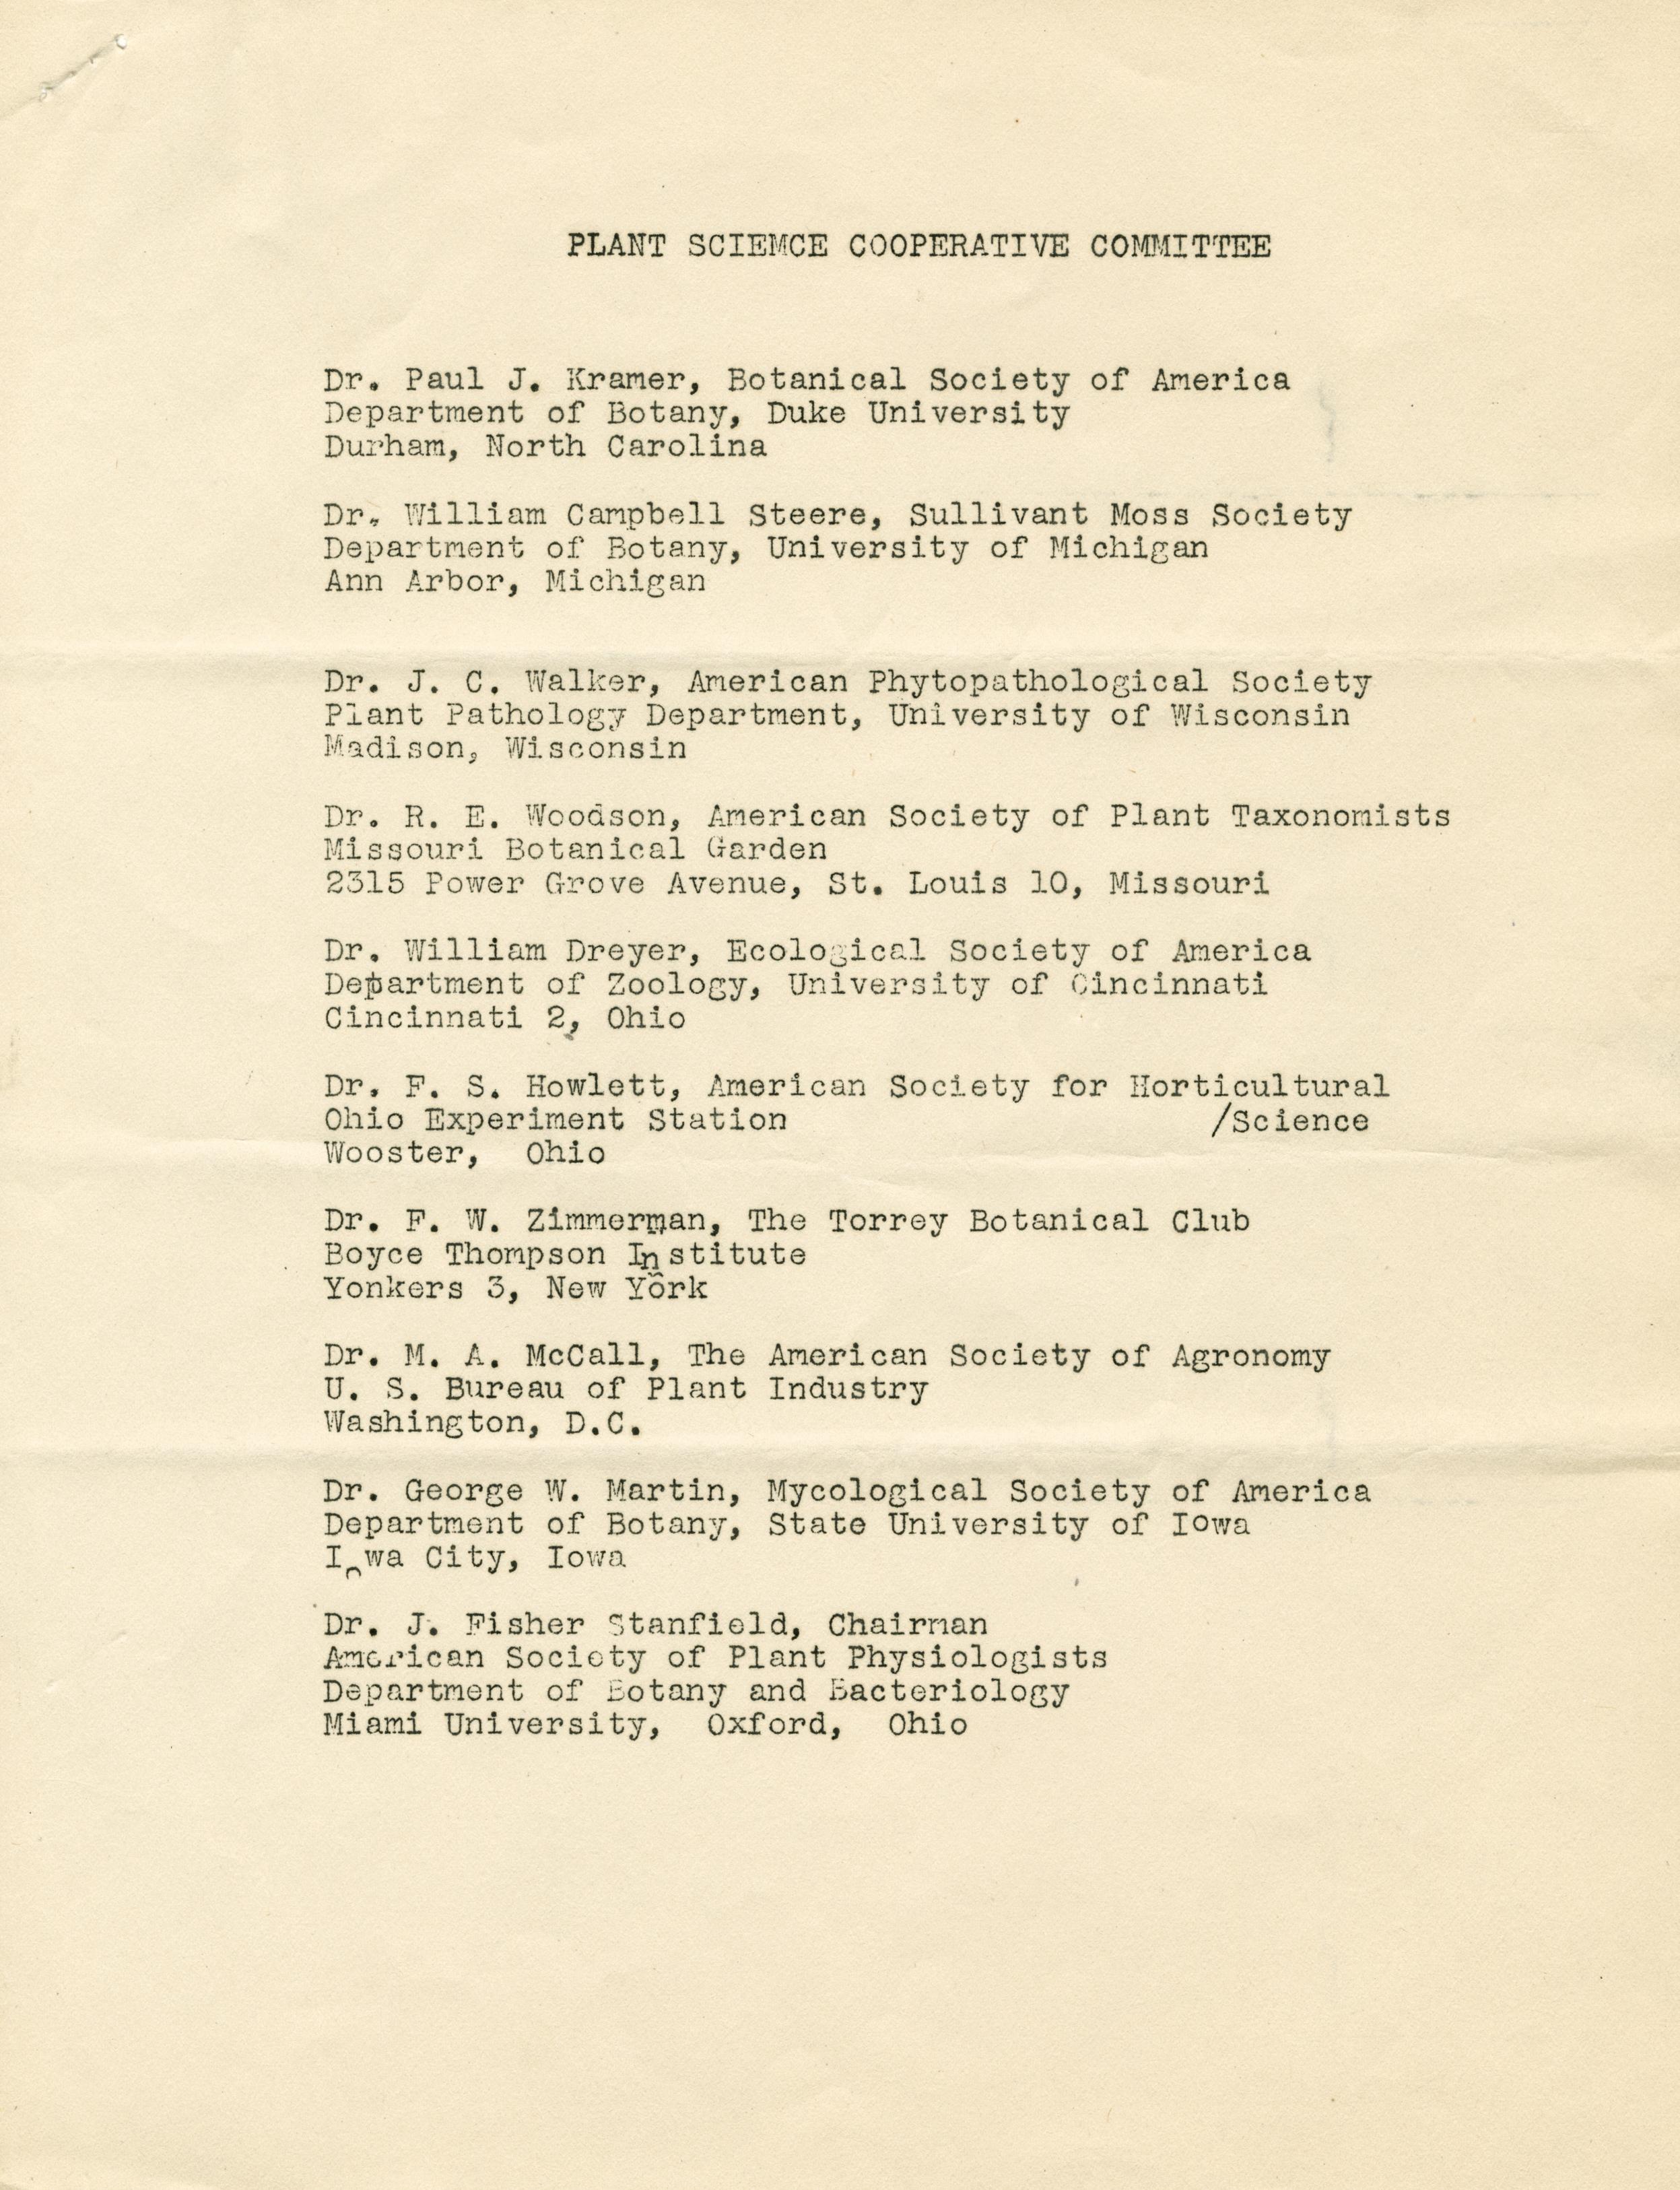 PLANT SCIEMCE COOPERATIVE COMMITTEE
Dr. Paul J. Kramer, Botanical Society of America
Department of Botany, Duke University
Durham, North Carolina
Dr. William Campbell Steere, Sullivant Moss Society
Department of Botany, University of Michigan
Ann Arbor, Michigan
Dr. J. C. Walker, American Phytopathological Society
Plant Pathology Department, University of Wisconsin
Madison, Wisconsin
Dr. R. E. Woodson, American Society of Plant Taxonomists
Missouri Botanical Garden
2315 Power Grove Avenue, St. Louis 10, Missouri
Dr. William Dreyer, Ecological Society of America
Department of Zoology, University of Cincinnati
Cincinnati 2, Ohio
Dr. F. S. Howlett, American Society for Horticultural
Ohio Experiment Station /Science
Wooster, Ohio
Dr. F. W. Zimmerman, The Torrey Botanical Club
Boyce Thompson Institute
Yonkers 3, New York
Dr. M. A. McCall, The American Society of Agronomy
U. S. Bureau of Plant Industry
Washington, D.C.
Dr. George W. Martin, Mycological Society of America
Department of Botany, State University of Iowa
Iowa City, Iowa
Dr. J. Fisher Stanfield, Chairman
American Society of Plant Physiologists
Department of Botany and Bacteriology
Miami University, Oxford, Ohio